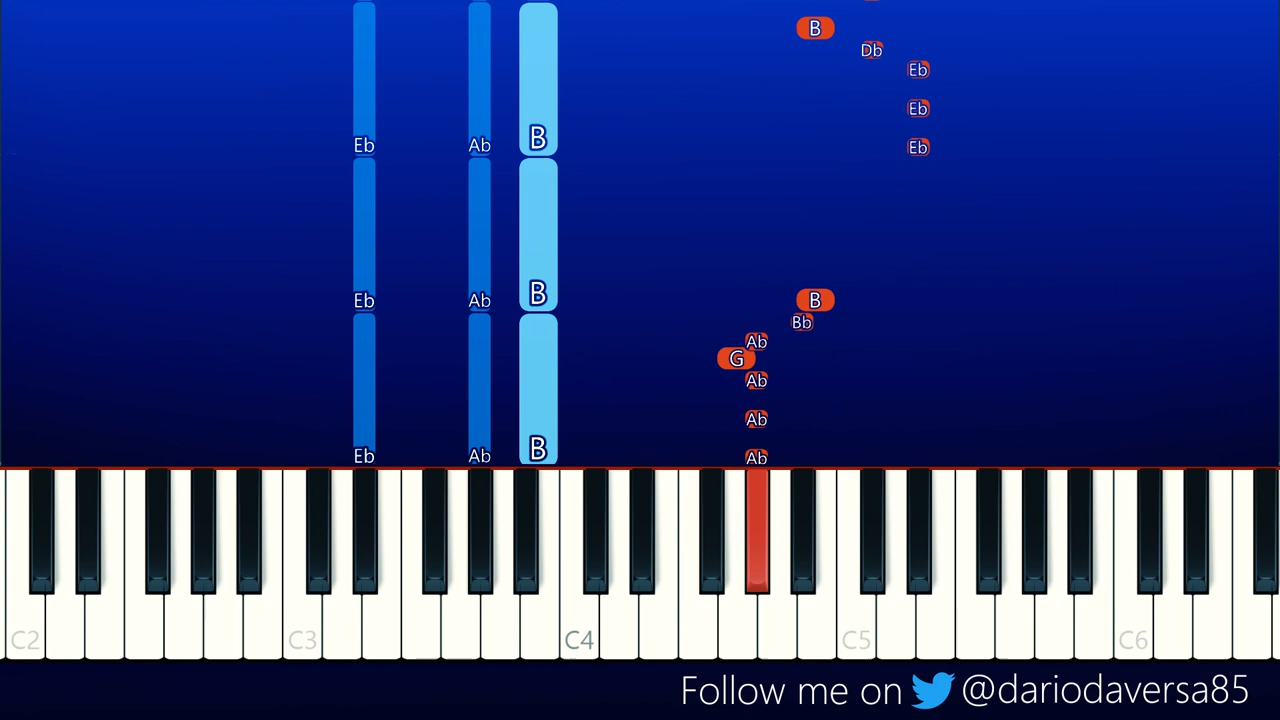 B
Db
Eb
Eb
Eb Ab B Eb
Eb Ab B B
Bb
Ab
G
Ab
Ab
Eb Ab B Ab
C2 C3 C4 C5 C6
Follow me on @dariodaversa85